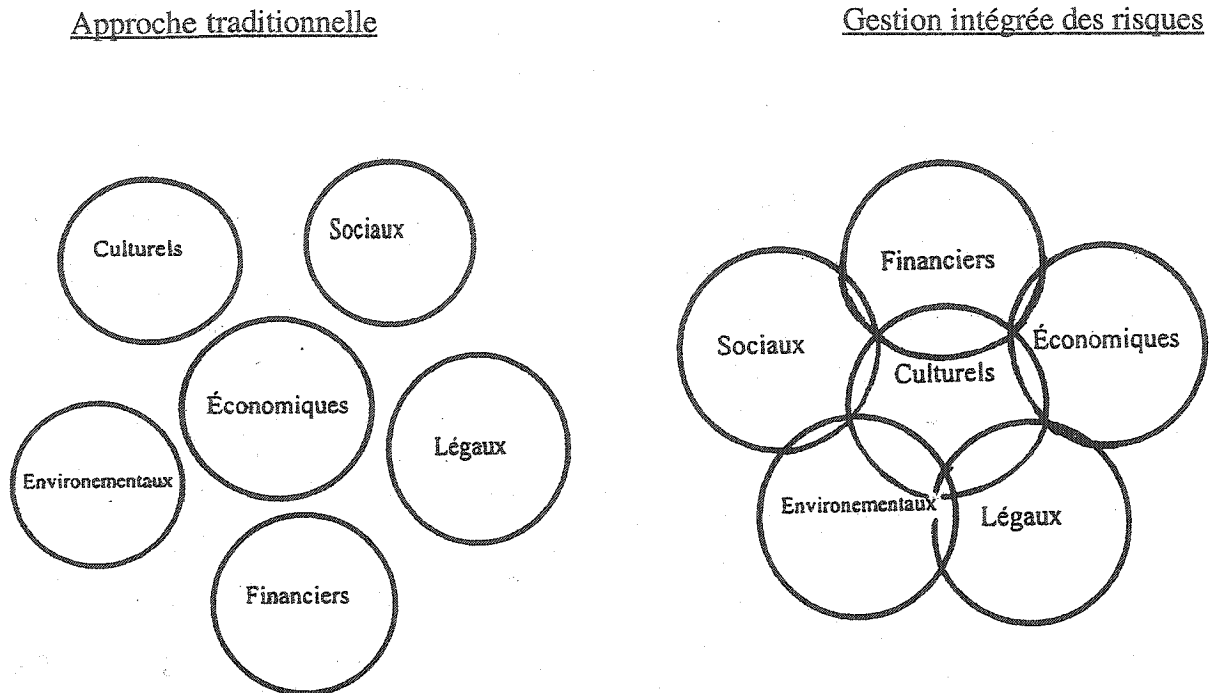 Approche traditionnelle
Gestion intégrée des risques
Culturels
Sociaux
Économiques
Légaux
Environementaux
Financiers
Financiers
Sociaux
Économiques
Culturels
Environementaux
Légaux